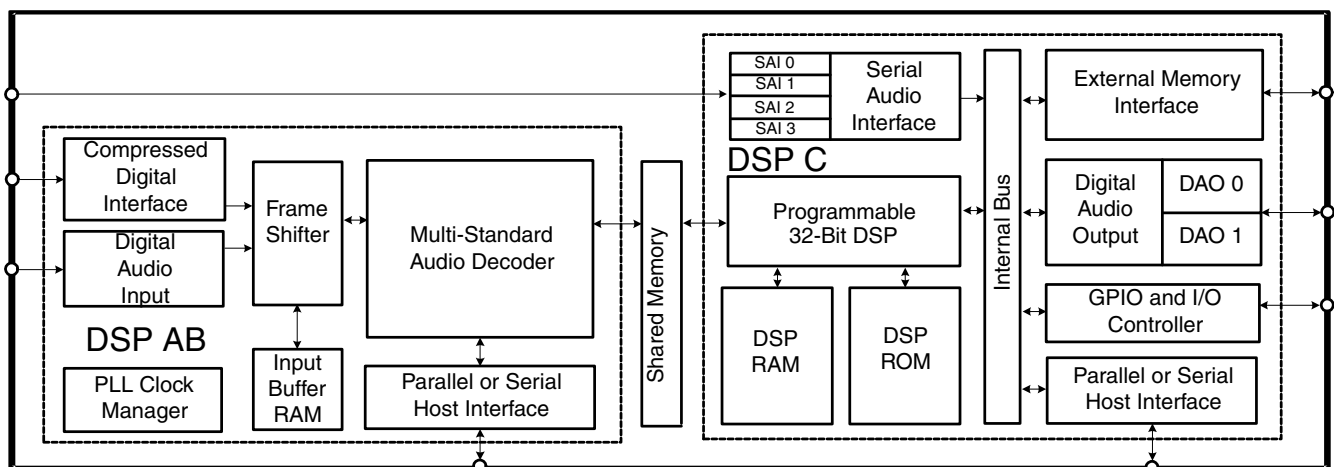 Compressed
Digital
Interface
Digital
Audio
Input
DSP AB
PLL Clock
Manager
Frame
Shifter
Input
Buffer
RAM
Multi-Standard
Audio Decoder
Parallel or Serial
Host Interface
Shared Memory
SAI 0
SAI 1
SAI 2
SAI 3
Serial
Audio
Interface
DSP C
Programmable
32-Bit DSP
DSP
RAM
DSP
ROM
Internal Bus
External Memory
Interface
Digital
Audio
Output
DAO 0
DAO 1
GPIO and I/O
Controller
Parallel or Serial
Host Interface